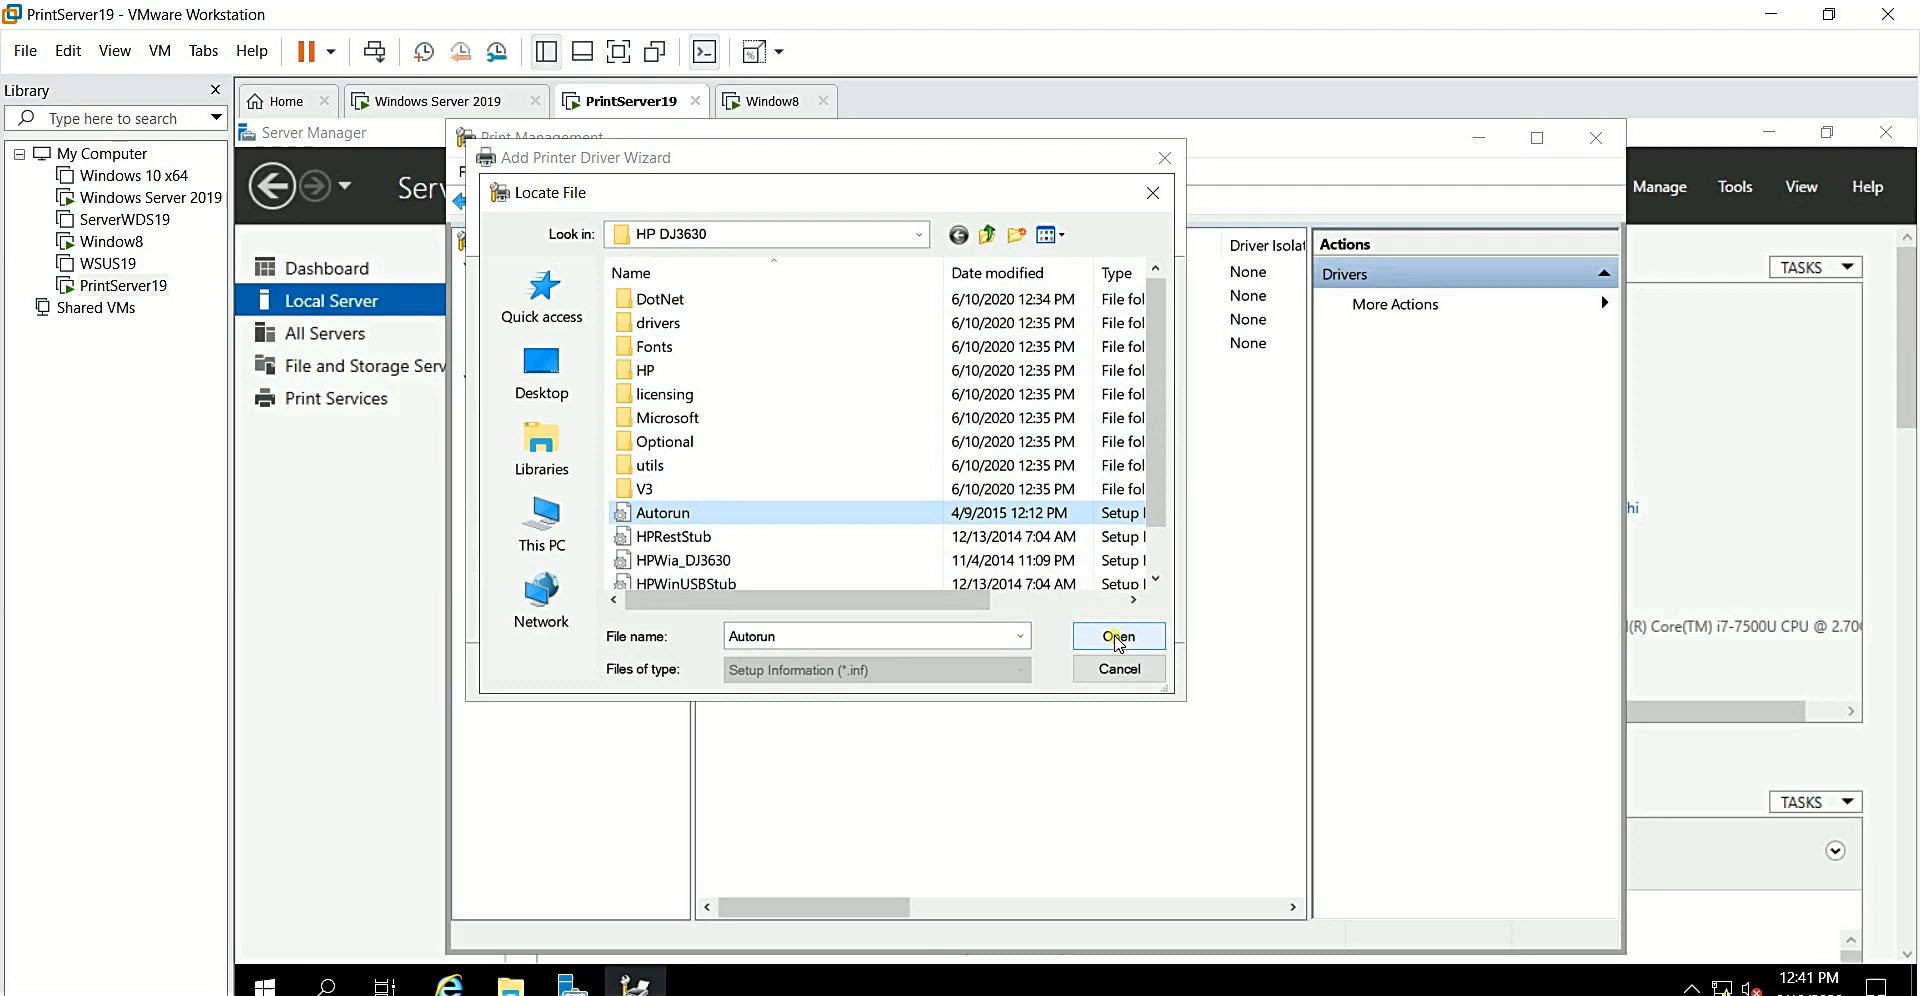 PrintServer19 - VMware Workstation
File Edit View VM Tabs Help
Library
Type here to search
My Computer
Windows 10 x64
Windows Server 2019
ServerWDS19
Window8
WSUS19
PrintServer19
Shared VMs
Home
Windows Server 2019
PrintServer19
Window8
Server Manager
Serv
Manage Tools View Help
Dashboard
Local Server
All Servers
File and Storage Serv
Print Services
Print Management
F
Add Printer Driver Wizard
Locate File
Look in: HP DJ3630
Quick access
Desktop
Libraries
This PC
Network
Name Date modified Type
DotNet 6/10/2020 12:34 PM File fol
drivers 6/10/2020 12:35 PM File fol
Fonts 6/10/2020 12:35 PM File fol
HP 6/10/2020 12:35 PM File fol
licensing 6/10/2020 12:35 PM File fol
Microsoft 6/10/2020 12:35 PM File fol
Optional 6/10/2020 12:35 PM File fol
utils 6/10/2020 12:35 PM File fol
V3 6/10/2020 12:35 PM File fol
Autorun 4/9/2015 12:12 PM Setup I
HPRestStub 12/13/2014 7:04 AM Setup I
HPWia_DJ3630 11/4/2014 11:09 PM Setup I
HPWinUSBStub 12/13/2014 7:04 AM Setup I
File name: Autorun Open
Files of type: Setup Information (*.inf) Cancel
Driver Isolat
None
None
None
None
Actions
Drivers
More Actions
TASKS
hi
I(R) Core(TM) i7-7500U CPU @ 2.70
TASKS
12:41 PM